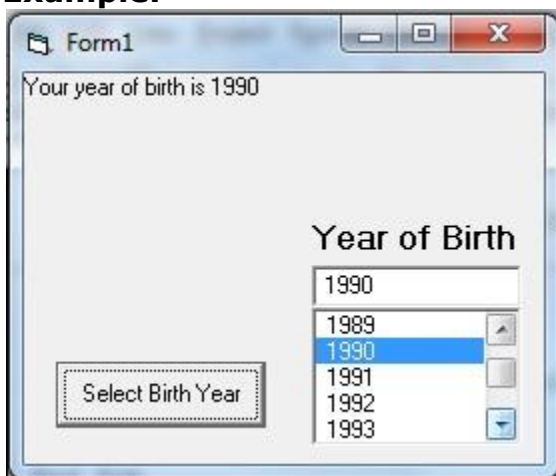 Example:
Form1
Your year of birth is 1990
Year of Birth
1990
1989
1990
1991
1992
1993
Select Birth Year